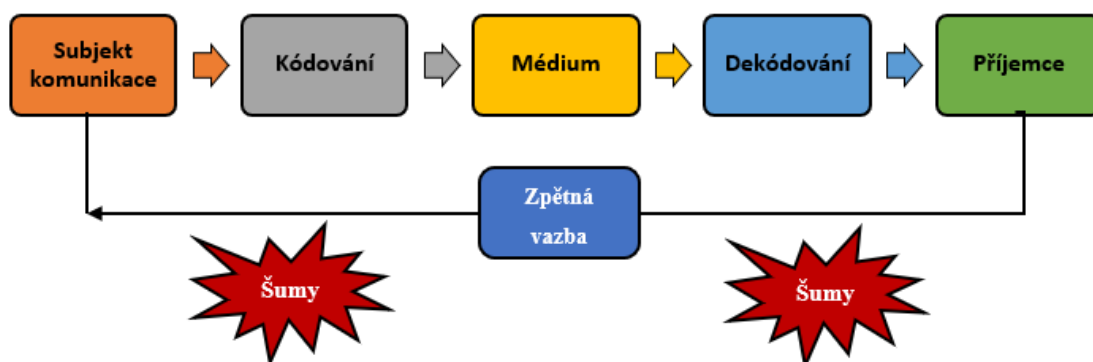 Subjekt
komunikace
Kódování
Médium
Dekódování
Příjemce
Zpětná
vazba
Šumy
Šumy